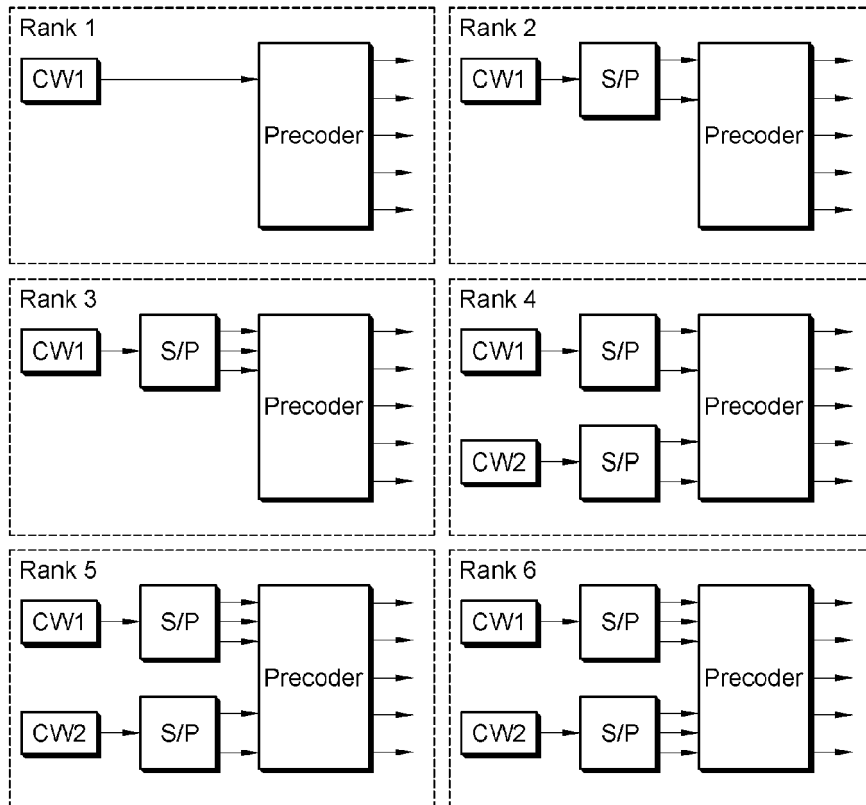 Rank 1
CW1
Precoder
Rank 2
CW1
S/P
Precoder
Rank 3
CW1
S/P
Precoder
Rank 4
CW1
S/P
Precoder
CW2
S/P
Rank 5
CW1
S/P
Precoder
CW2
S/P
Rank 6
CW1
S/P
Precoder
CW2
S/P